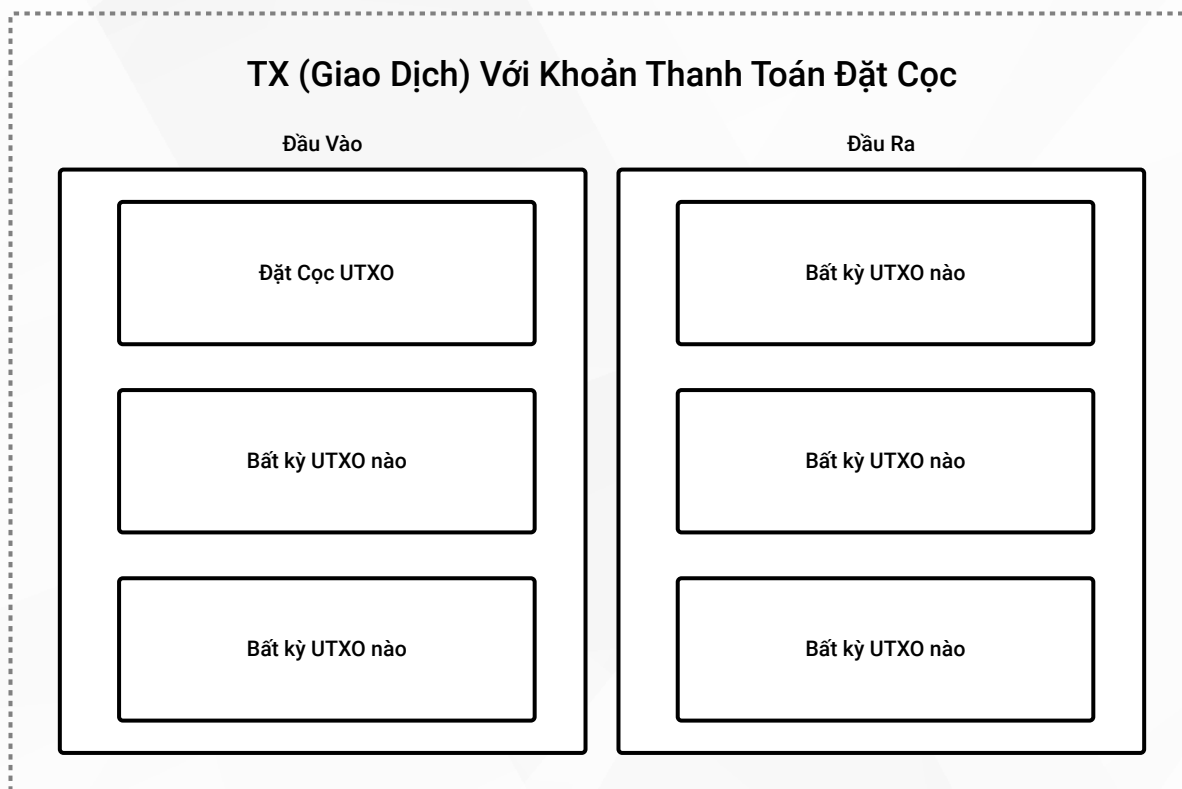 TX (Giao Dịch) Với Khoản Thanh Toán Đặt Cọc
Đầu Vào
Đặt Cọc UTXO
Bất kỳ UTXO nào
Bất kỳ UTXO nào
Đầu Ra
Bất kỳ UTXO nào
Bất kỳ UTXO nào
Bất kỳ UTXO nào